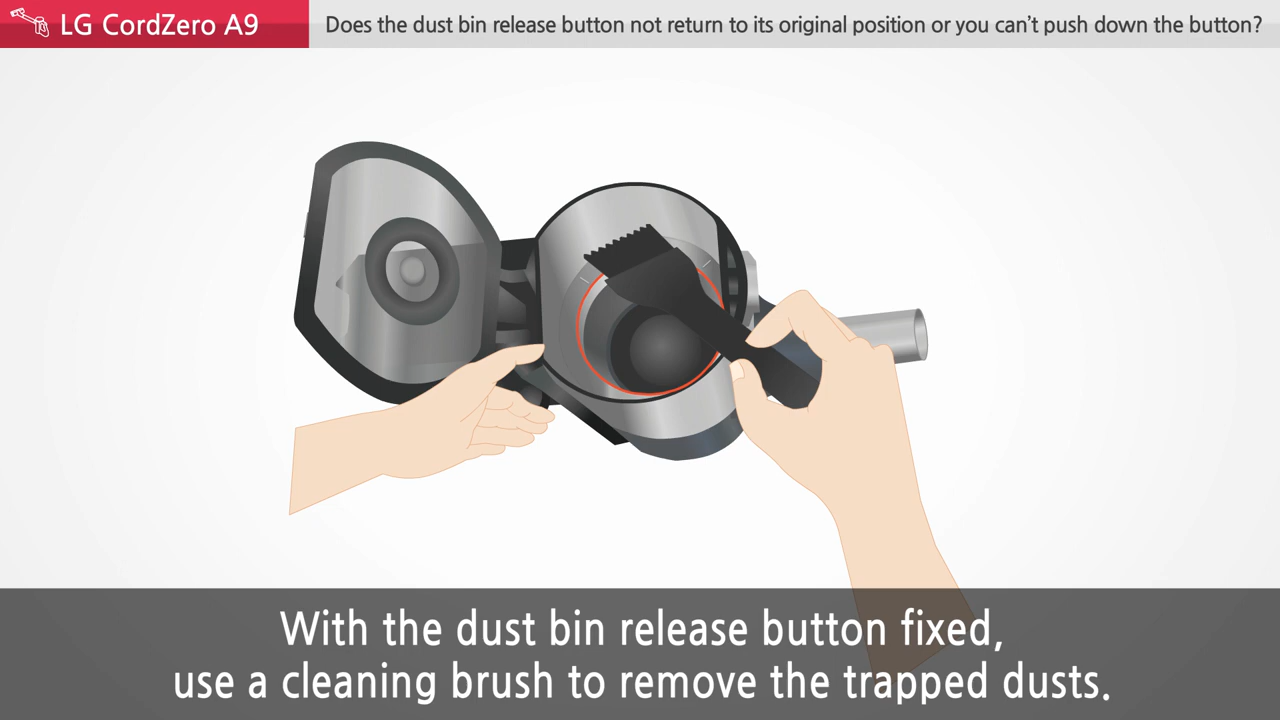 LG CordZero A9
Does the dust bin release button not return to its original position or you can't push down the button?
With the dust bin release button fixed,
use a cleaning brush to remove the trapped dusts.